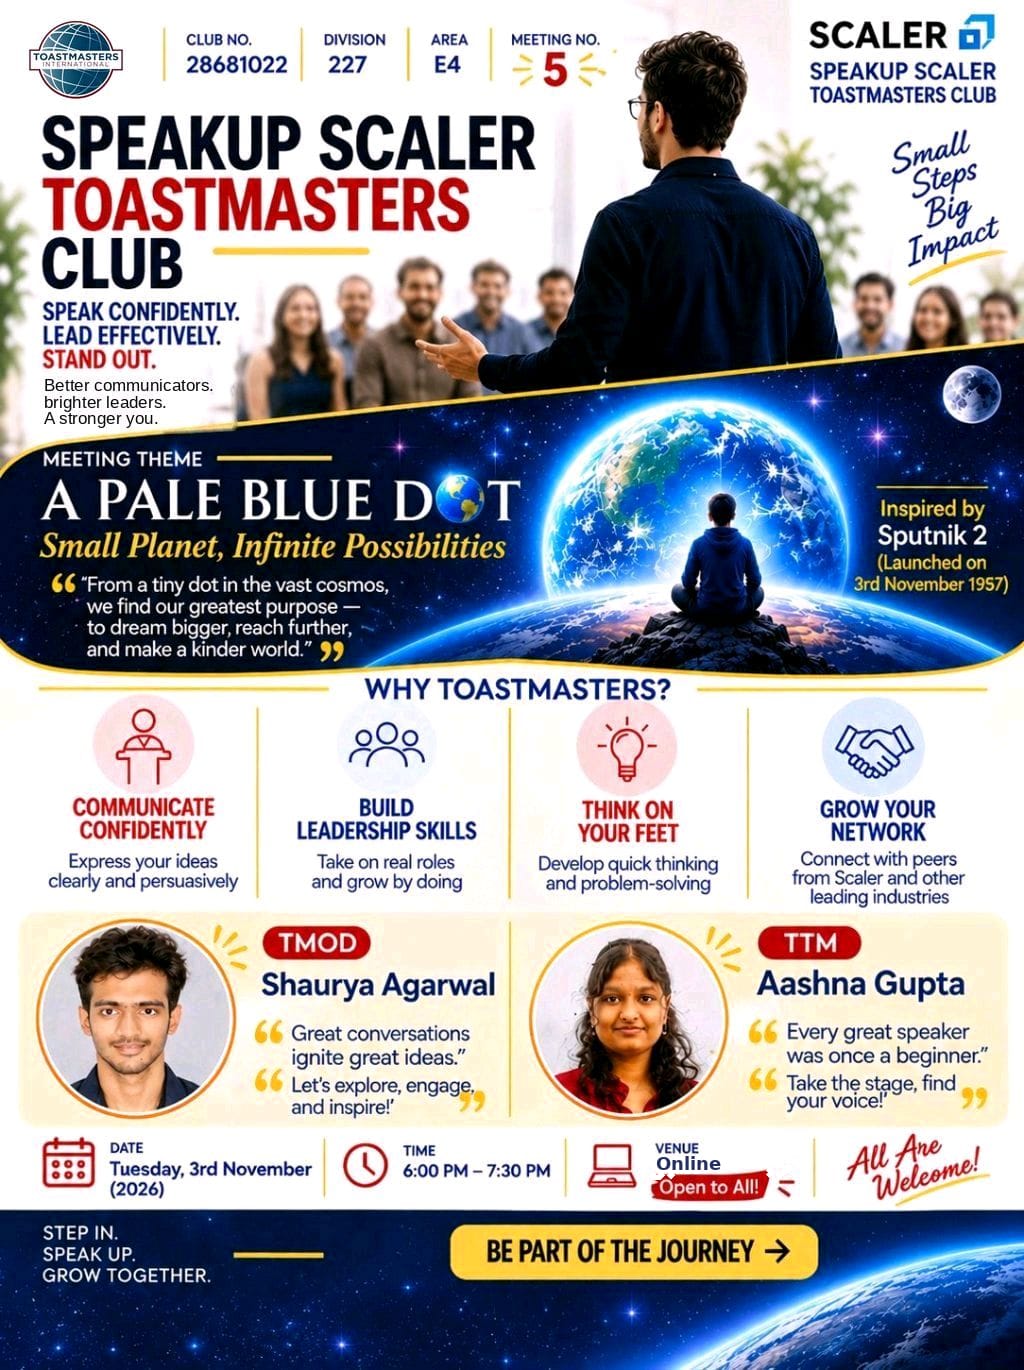 TOASTMASTERS
INTERNATIONAL
CLUB NO.
28681022
DIVISION
227
AREA
E4
MEETING NO.
5
SCALER
SPEAKUP SCALER
TOASTMASTERS CLUB
Small
Steps
Big
Impact
SPEAKUP SCALER
TOASTMASTERS
CLUB
SPEAK CONFIDENTLY.
LEAD EFFECTIVELY.
STAND OUT.
Better communicators.
brighter leaders.
A stronger you.
MEETING THEME
A PALE BLUE DOT
Small Planet, Infinite Possibilities
“ “From a tiny dot in the vast cosmos,
we find our greatest purpose —
to dream bigger, reach further,
and make a kinder world.” ”
Inspired by
Sputnik 2
(Launched on
3rd November 1957)
WHY TOASTMASTERS?
COMMUNICATE
CONFIDENTLY
Express your ideas
clearly and persuasively
BUILD
LEADERSHIP SKILLS
Take on real roles
and grow by doing
THINK ON
YOUR FEET
Develop quick thinking
and problem-solving
GROW YOUR
NETWORK
Connect with peers
from Scaler and other
leading industries
TMOD
Shaurya Agarwal
“ Great conversations
ignite great ideas.”
“ Let's explore, engage,
and inspire!' ”
TTM
Aashna Gupta
“ Every great speaker
was once a beginner.”
“ Take the stage, find
your voice!' ”
DATE
Tuesday, 3rd November
(2026)
TIME
6:00 PM – 7:30 PM
VENUE
Online
Open to All!
All Are
Welcome!
STEP IN.
SPEAK UP.
GROW TOGETHER.
BE PART OF THE JOURNEY →